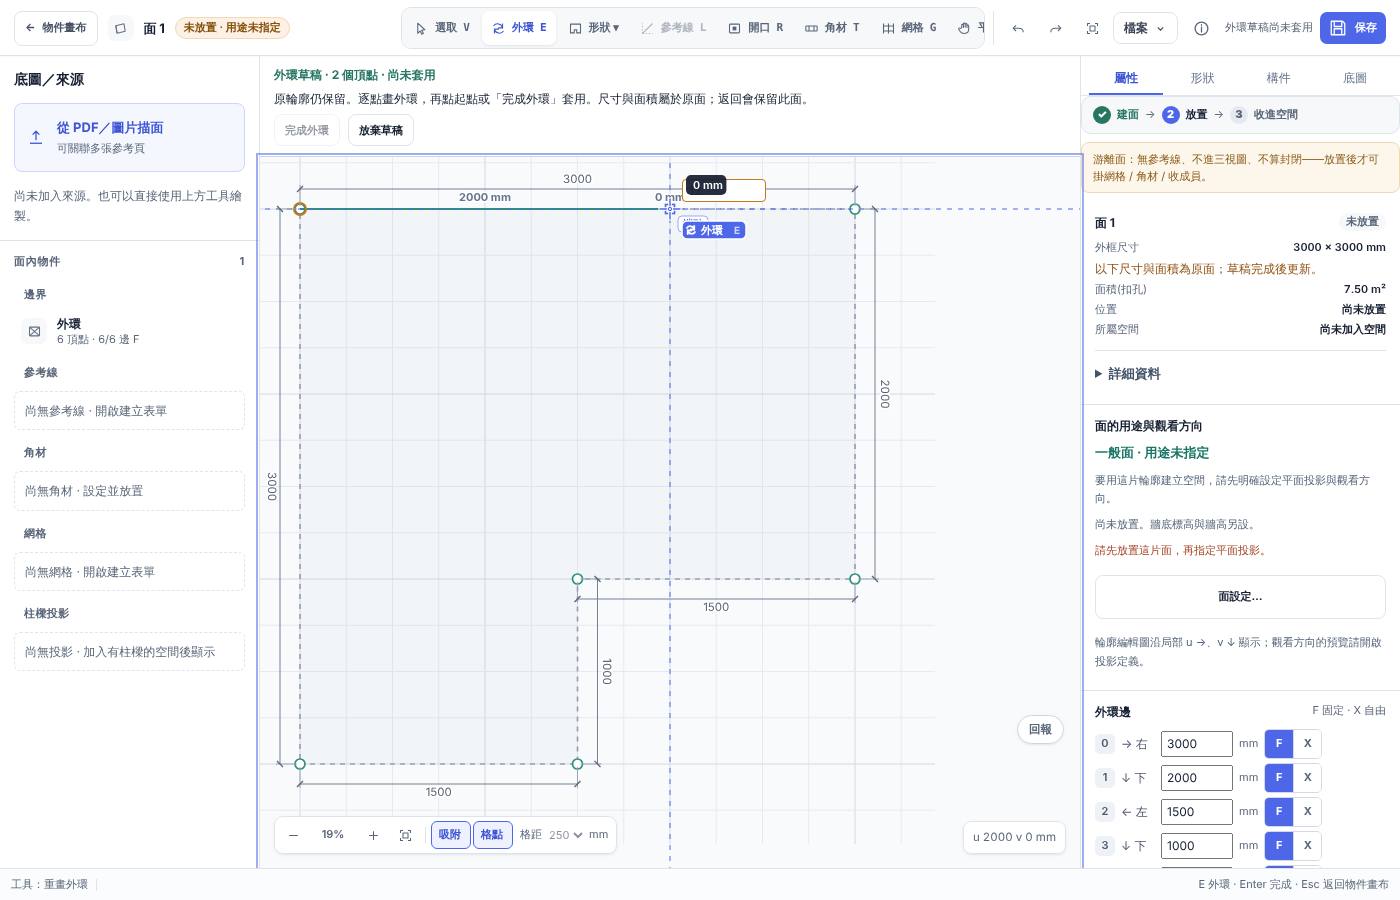 物件畫布
面 1
未放置 · 用途未指定
選取 V
外環 E
形狀 ▾
參考線 L
開口 R
角材 T
網格 G
檔案
外環草稿尚未套用
保存
底圖／來源
從 PDF／圖片描面
可關聯多張參考頁
尚未加入來源。也可以直接使用上方工具繪
製。
面內物件
1
邊界
外環
6 頂點 · 6/6 邊 F
參考線
尚無參考線 · 開啟建立表單
角材
尚無角材 · 設定並放置
網格
尚無網格 · 開啟建立表單
柱樑投影
尚無投影 · 加入有柱樑的空間後顯示
外環草稿 · 2 個頂點 · 尚未套用
原輪廓仍保留。逐點畫外環，再點起點或「完成外環」套用。尺寸與面積屬於原面；返回會保留此面。
完成外環
放棄草稿
3000
2000 mm
0 mm
0 mm
外環 E
3000
2000
1500
1000
1500
回報
19%
吸附
格點
格距
250
mm
u 2000 v 0 mm
屬性
形狀
構件
底圖
建面 → 2 放置 → 3 收進空間
游離面：無參考線、不進三視圖、不算封閉——放置後才可
掛網格 / 角材 / 收成員。
面 1
未放置
外框尺寸
3000 × 3000 mm
以下尺寸與面積為原面；草稿完成後更新。
面積(扣孔)
7.50 m²
位置
尚未放置
所屬空間
尚未加入空間
▶ 詳細資料
面的用途與觀看方向
一般面 · 用途未指定
要用這片輪廓建立空間，請先明確設定平面投影與觀看方
向。
尚未放置。牆底標高與牆高另設。
請先放置這片面，再指定平面投影。
面設定...
輪廓編輯圖沿局部 u →、v ↓ 顯示；觀看方向的預覽請開啟
投影定義。
外環邊
F 固定 · X 自由
0 → 右 3000 mm F X
1 ↓ 下 2000 mm F X
2 ← 左 1500 mm F X
3 ↓ 下 1000 mm F X
工具：重畫外環
E 外環 · Enter 完成 · Esc 返回物件畫布